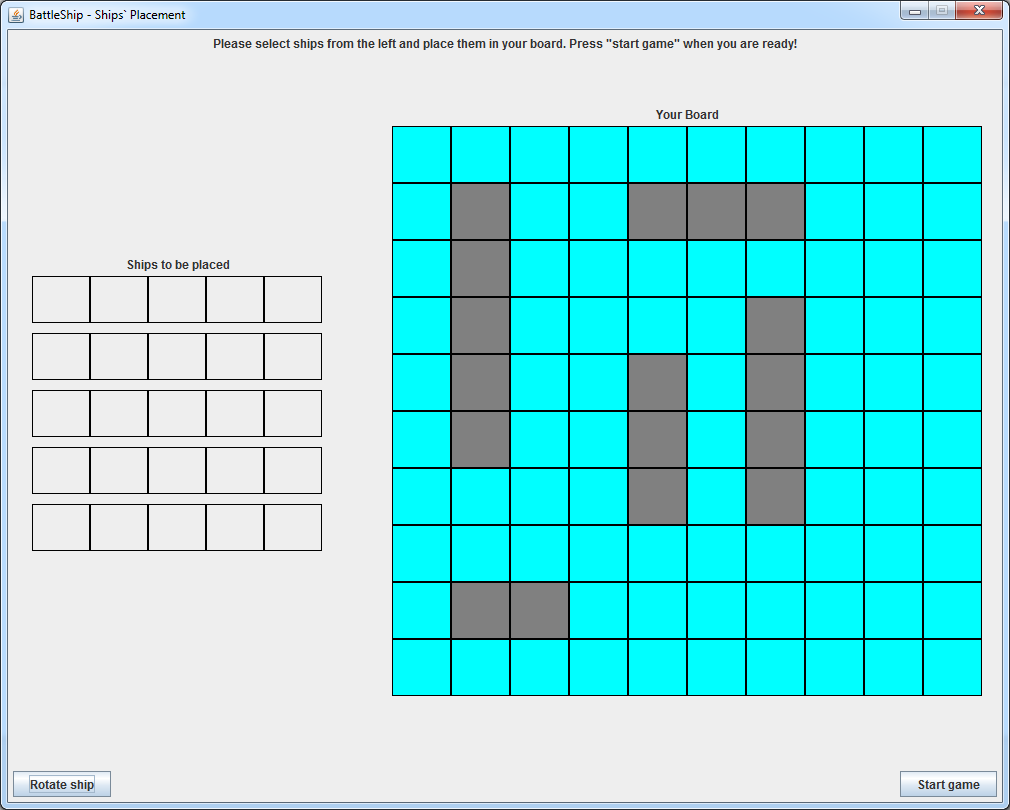 BattleShip - Ships` Placement
Please select ships from the left and place them in your board. Press "start game" when you are ready!
Your Board
Ships to be placed
Rotate ship
Start game